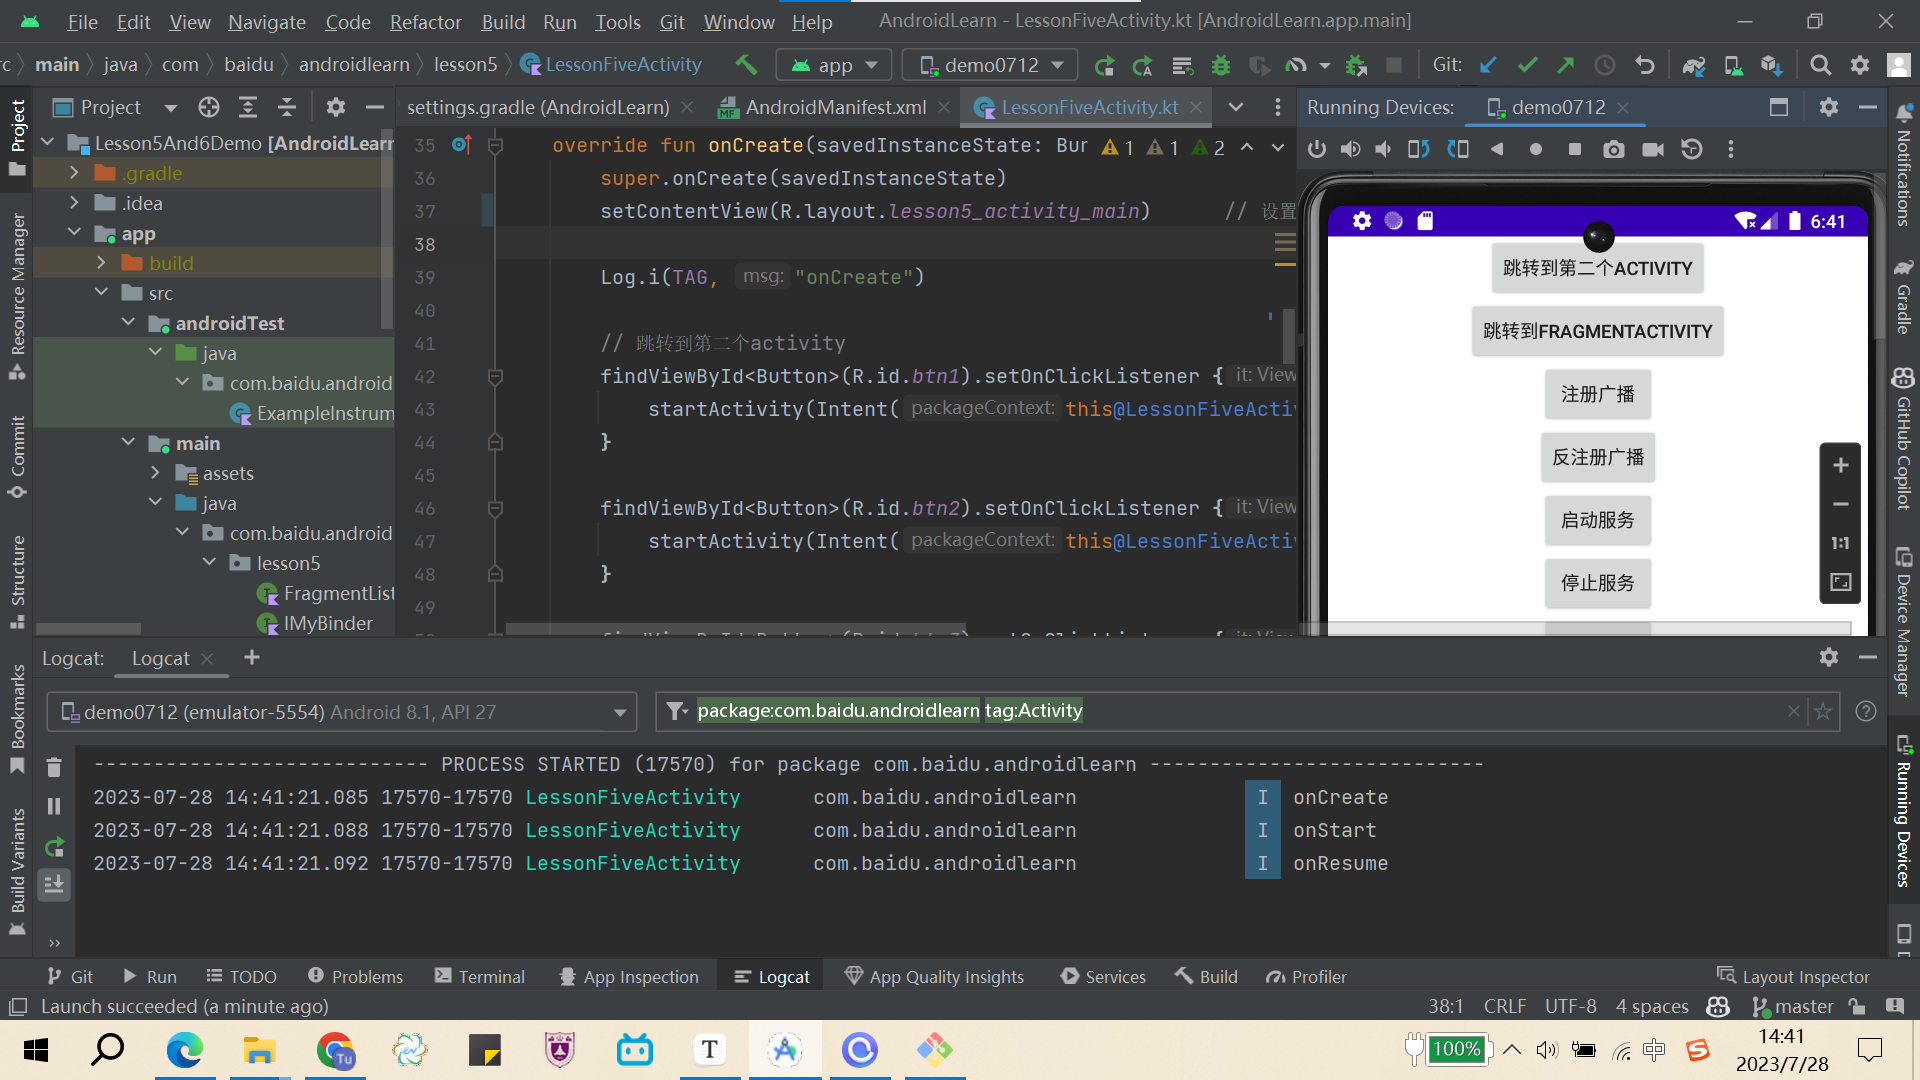 File Edit View Navigate Code Refactor Build Run Tools Git Window Help AndroidLearn - LessonFiveActivity.kt [AndroidLearn.app.main]
rc main java com baidu androidlearn lesson5 LessonFiveActivity app demo0712 Git:
Project settings.gradle (AndroidLearn) AndroidManifest.xml LessonFiveActivity.kt Running Devices: demo0712
Lesson5And6Demo [AndroidLearn
.gradle
.idea
app
build
src
androidTest
java
com.baidu.android
ExampleInstrum
main
assets
java
com.baidu.android
lesson5
FragmentList
IMyBinder
35 override fun onCreate(savedInstanceState: Bun 1 1 2
36 super.onCreate(savedInstanceState)
37 setContentView(R.layout.lesson5_activity_main) // 设置
38
39 Log.i(TAG, msg: "onCreate")
40
41 // 跳转到第二个activity
42 findViewById<Button>(R.id.btn1).setOnClickListener { it: View
43 startActivity(Intent( packageContext: this@LessonFiveActiv
44 }
45
46 findViewById<Button>(R.id.btn2).setOnClickListener { it: View
47 startActivity(Intent( packageContext: this@LessonFiveActiv
48 }
49
6:41
跳转到第二个ACTIVITY
跳转到FRAGMENTACTIVITY
注册广播
反注册广播
启动服务
停止服务
1:1
Project
Resource Manager
Commit
Structure
Bookmarks
Build Variants
Notifications
Gradle
GitHub Copilot
Device Manager
Running Devices
Logcat: Logcat
demo0712 (emulator-5554) Android 8.1, API 27 package:com.baidu.androidlearn tag:Activity
---------------------------- PROCESS STARTED (17570) for package com.baidu.androidlearn ----------------------------
2023-07-28 14:41:21.085 17570-17570 LessonFiveActivity com.baidu.androidlearn I onCreate
2023-07-28 14:41:21.088 17570-17570 LessonFiveActivity com.baidu.androidlearn I onStart
2023-07-28 14:41:21.092 17570-17570 LessonFiveActivity com.baidu.androidlearn I onResume
Git Run TODO Problems Terminal App Inspection Logcat App Quality Insights Services Build Profiler Layout Inspector
Launch succeeded (a minute ago) 38:1 CRLF UTF-8 4 spaces master
Tu T 100% 中 S 14:41
2023/7/28